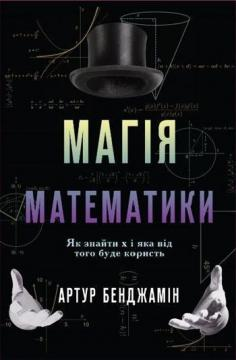 МАГІЯ
МАТЕМАТИКИ
Як знайти x і яка від
того буде користь
АРТУР БЕНДЖАМІН